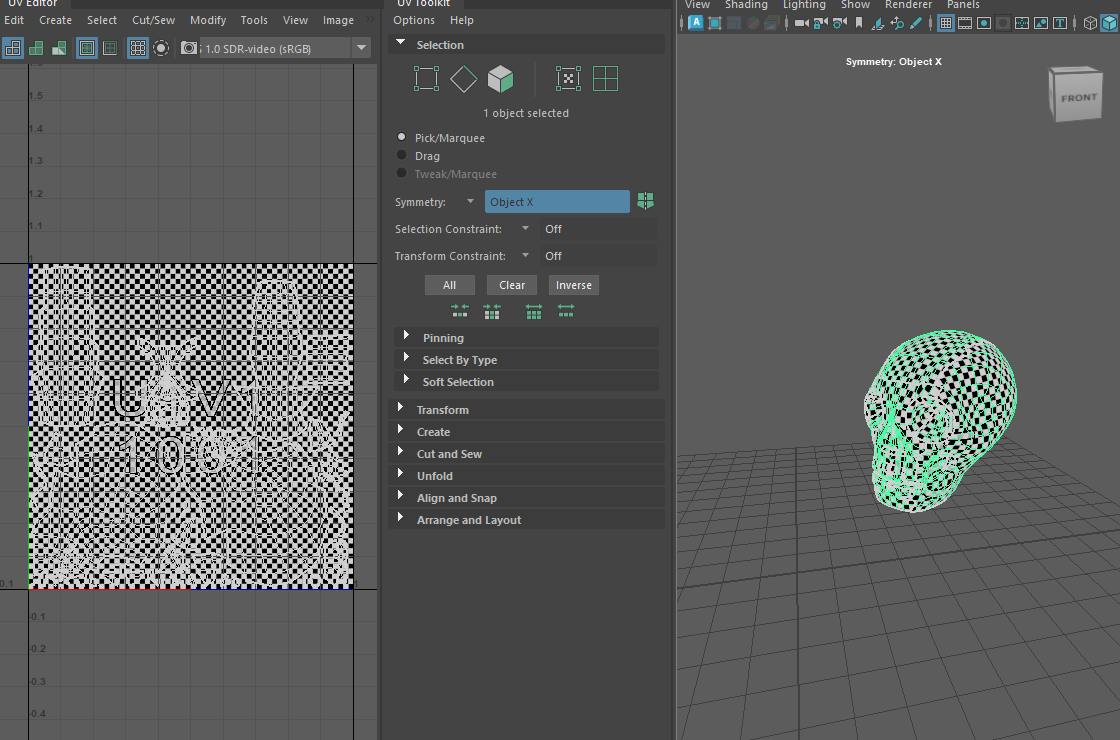 UV Editor
Edit Create Select Cut/Sew Modify Tools View Image
1.0 SDR-video (sRGB)
1.5
1.4
1.3
1.2
1.1
1
UV1
1001
0.1
1
-0.1
-0.2
-0.3
-0.4
UV Toolkit
Options Help
Selection
1 object selected
Pick/Marquee
Drag
Tweak/Marquee
Symmetry: Object X
Selection Constraint: Off
Transform Constraint: Off
All Clear Inverse
Pinning
Select By Type
Soft Selection
Transform
Create
Cut and Sew
Unfold
Align and Snap
Arrange and Layout
View Shading Lighting Show Renderer Panels
Symmetry: Object X
FRONT